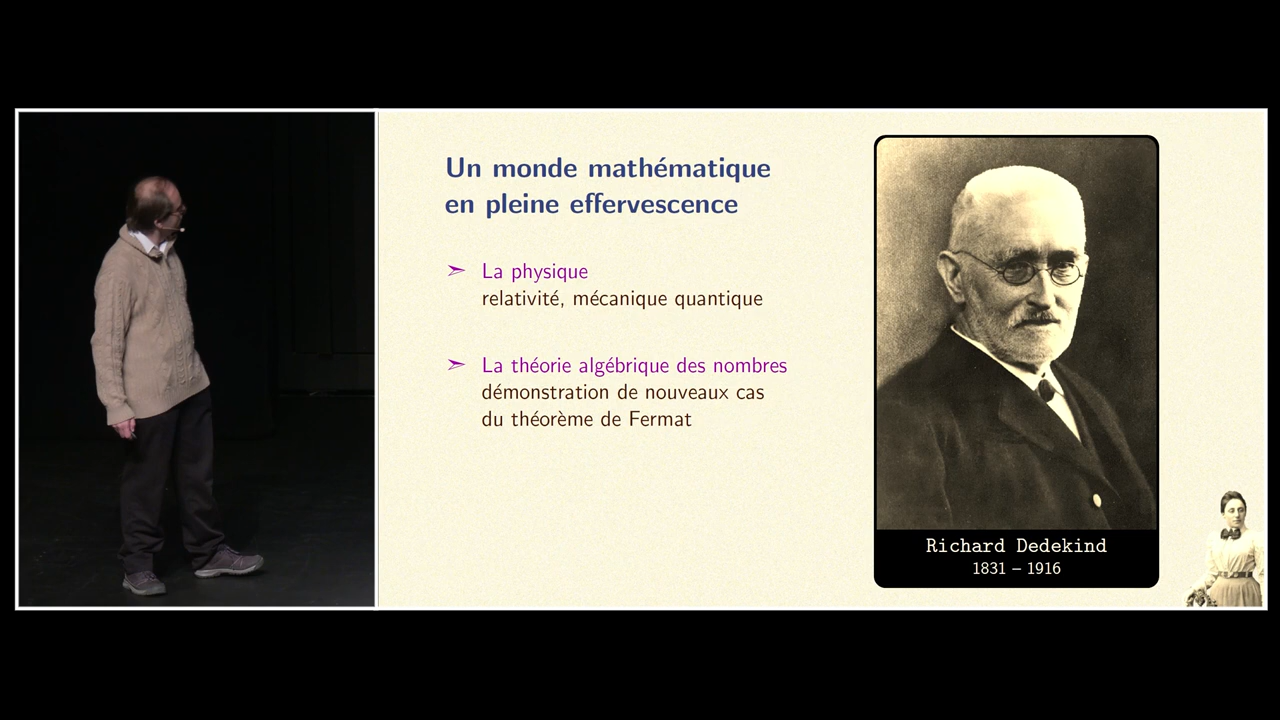 Un monde mathématique
en pleine effervescence
➣ La physique
relativité, mécanique quantique
➣ La théorie algébrique des nombres
démonstration de nouveaux cas
du théorème de Fermat
Richard Dedekind
1831 – 1916